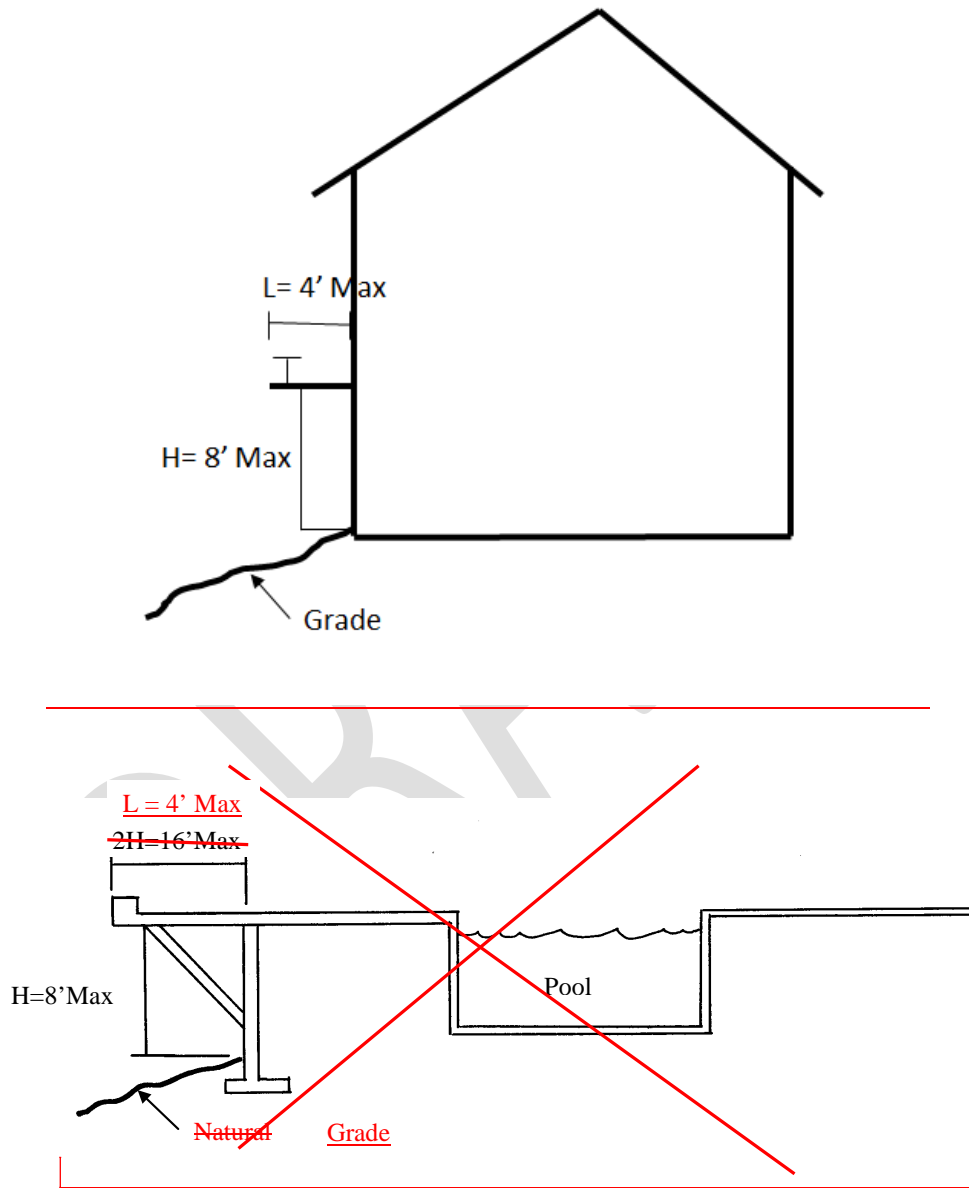 L= 4' Max
H= 8' Max
Grade
L = 4' Max
2H=16'Max
H=8'Max
Pool
Natural Grade